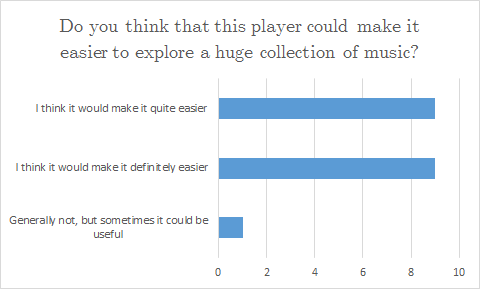 Do you think that this player could make it
easier to explore a huge collection of music?
I think it would make it quite easier
I think it would make it definitely easier
Generally not, but sometimes it could be
useful
0 2 4 6 8 10